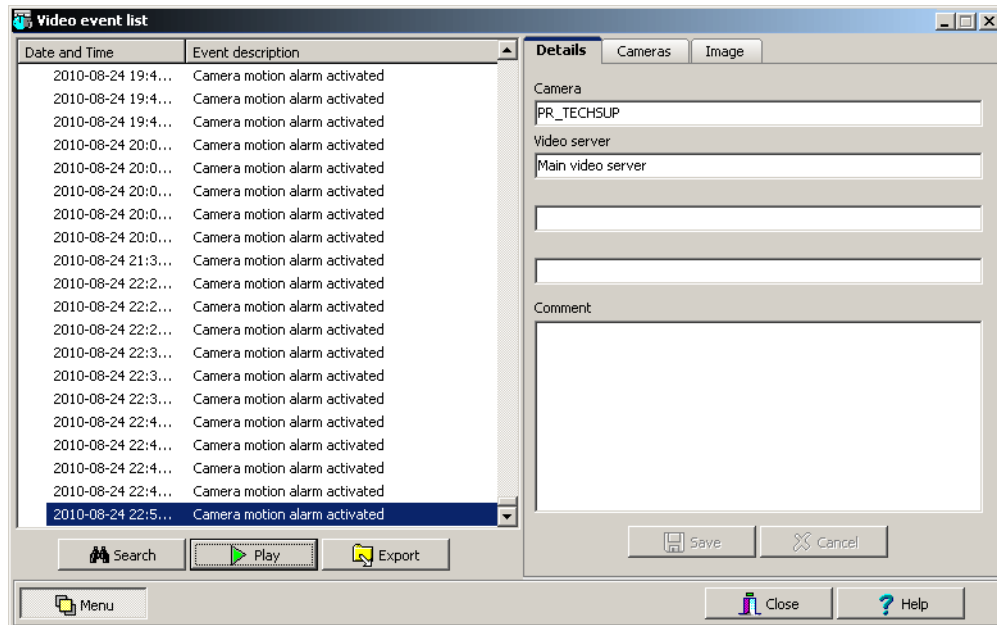 Video event list
Date and Time Event description
2010-08-24 19:4... Camera motion alarm activated
2010-08-24 19:4... Camera motion alarm activated
2010-08-24 19:4... Camera motion alarm activated
2010-08-24 20:0... Camera motion alarm activated
2010-08-24 20:0... Camera motion alarm activated
2010-08-24 20:0... Camera motion alarm activated
2010-08-24 20:0... Camera motion alarm activated
2010-08-24 20:0... Camera motion alarm activated
2010-08-24 21:3... Camera motion alarm activated
2010-08-24 22:2... Camera motion alarm activated
2010-08-24 22:2... Camera motion alarm activated
2010-08-24 22:2... Camera motion alarm activated
2010-08-24 22:3... Camera motion alarm activated
2010-08-24 22:3... Camera motion alarm activated
2010-08-24 22:3... Camera motion alarm activated
2010-08-24 22:4... Camera motion alarm activated
2010-08-24 22:4... Camera motion alarm activated
2010-08-24 22:4... Camera motion alarm activated
2010-08-24 22:4... Camera motion alarm activated
2010-08-24 22:5... Camera motion alarm activated
Search Play Export
Details Cameras Image
Camera
PR_TECHSUP
Video server
Main video server
Comment
Save Cancel
Menu Close Help